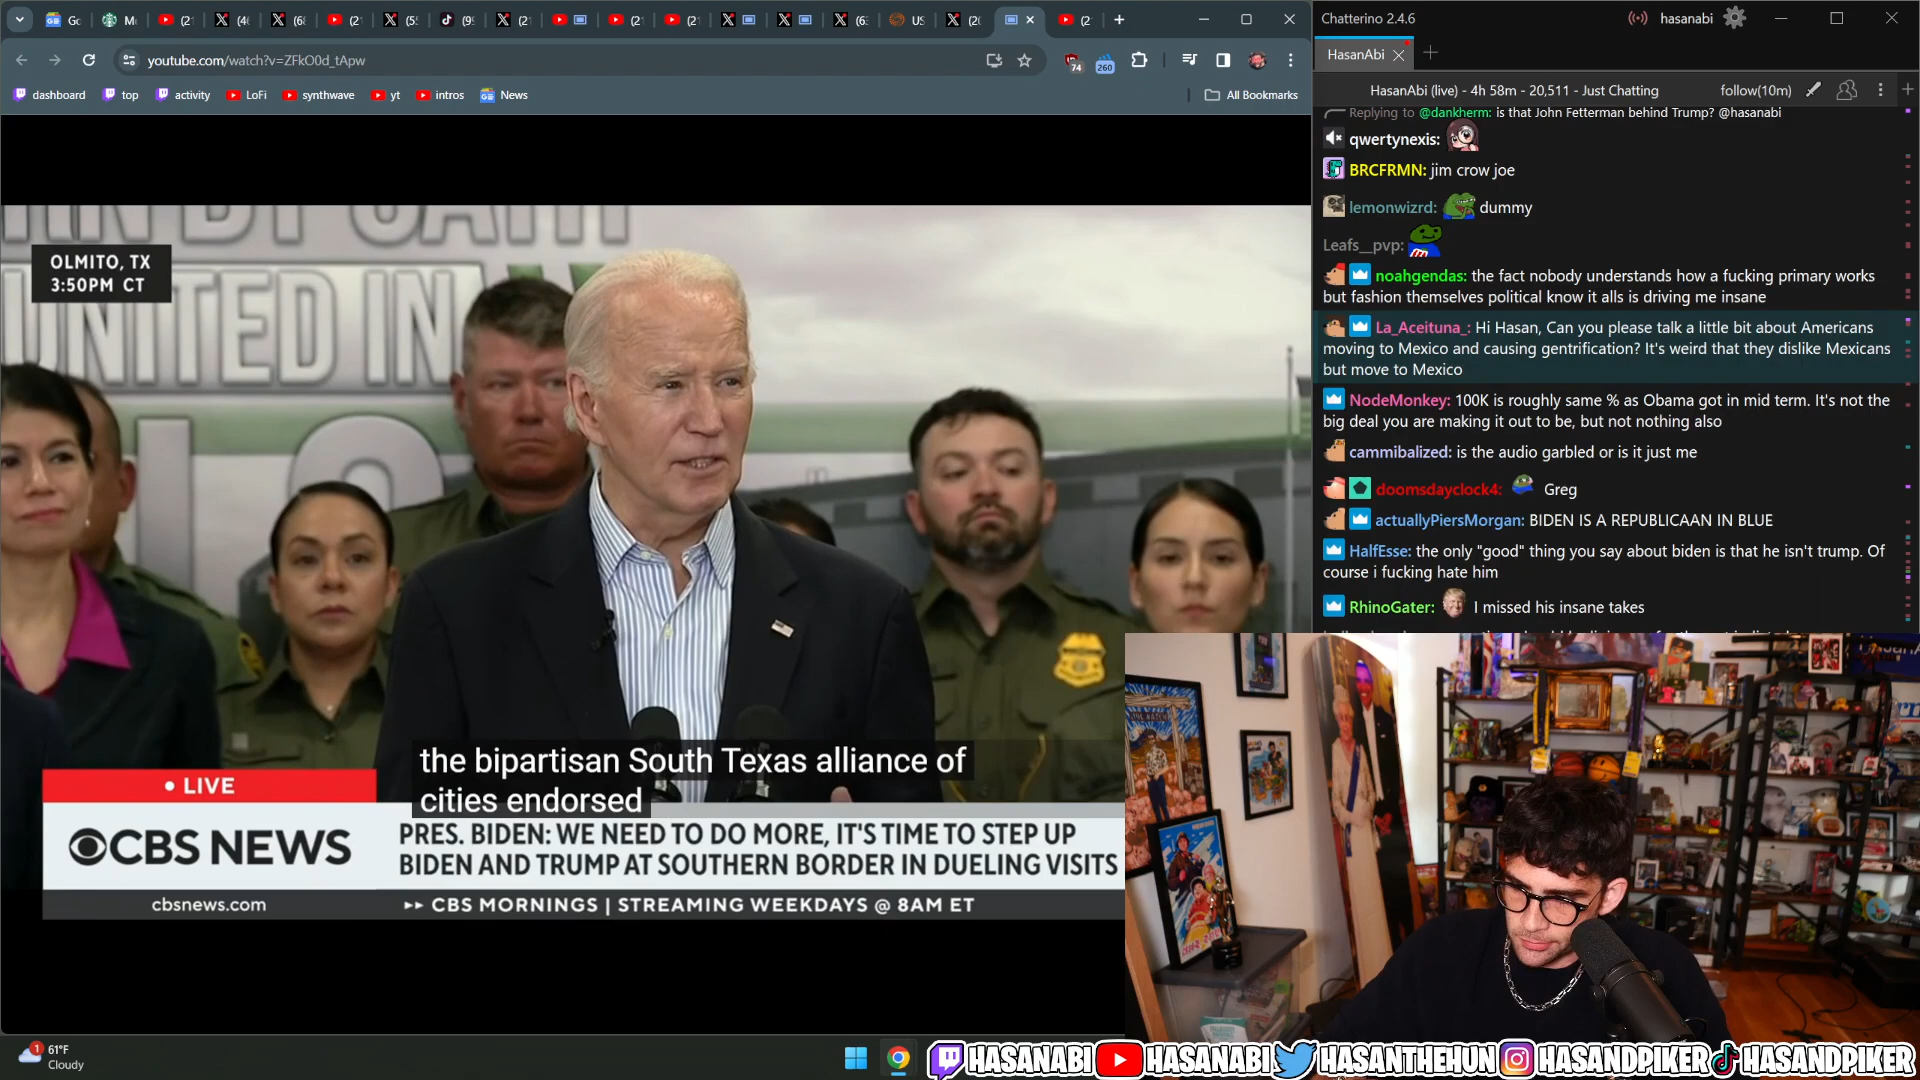 Chatterino 2.4.6
hasanabi
youtube.com/watch?v=ZFkO0d_tApw
74
260
HasanAbi
dashboard
top
activity
LoFi
synthwave
yt
intros
News
All Bookmarks
HasanAbi (live) - 4h 58m - 20,511 - Just Chatting
follow(10m)
Replying to @dankherm: is that John Fetterman behind Trump? @hasanabi
qwertynexis:
BRCFRMN: jim crow joe
lemonwizrd: dummy
Leafs__pvp:
noahgendas: the fact nobody understands how a fucking primary works
but fashion themselves political know it alls is driving me insane
La_Aceituna_: Hi Hasan, Can you please talk a little bit about Americans
moving to Mexico and causing gentrification? It's weird that they dislike Mexicans
but move to Mexico
NodeMonkey: 100K is roughly same % as Obama got in mid term. It's not the
big deal you are making it out to be, but not nothing also
cammibalized: is the audio garbled or is it just me
doomsdayclock4: Greg
actuallyPiersMorgan: BIDEN IS A REPUBLICAAN IN BLUE
HalfEsse: the only "good" thing you say about biden is that he isn't trump. Of
course i fucking hate him
RhinoGater: I missed his insane takes
OLMITO, TX
3:50PM CT
UNITED IN
the bipartisan South Texas alliance of
cities endorsed
LIVE
CBS NEWS
PRES. BIDEN: WE NEED TO DO MORE, IT'S TIME TO STEP UP
BIDEN AND TRUMP AT SOUTHERN BORDER IN DUELING VISITS
cbsnews.com
CBS MORNINGS | STREAMING WEEKDAYS @ 8AM ET
1
61°F
Cloudy
HASANABI
HASANABI
HASANTHEHUN
HASANDPIKER
HASANDPIKER